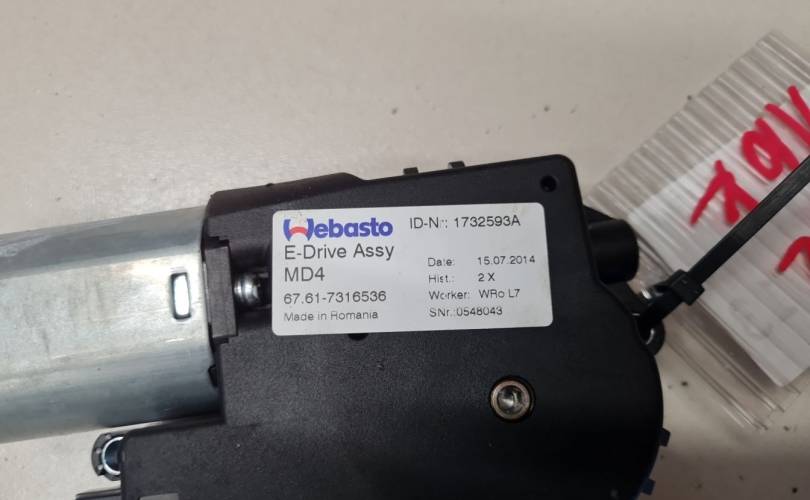 Webasto
E-Drive Assy
MD4
67.61-7316536
Made in Romania
ID-Nr: 1732593A
Date: 15.07.2014
Hist.: 2 X
Worker: WRo L7
SNr.:0548043